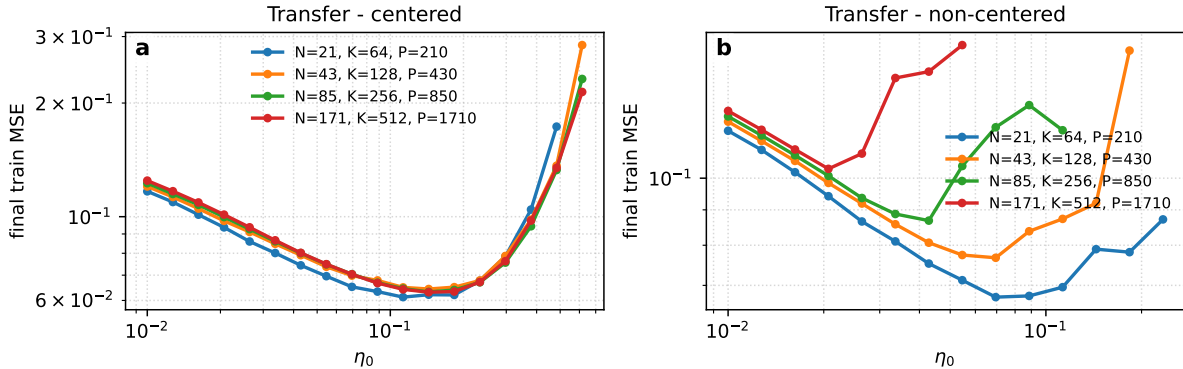 Transfer - centered
a
N=21, K=64, P=210
N=43, K=128, P=430
N=85, K=256, P=850
N=171, K=512, P=1710
3 × 10⁻¹
2 × 10⁻¹
10⁻¹
6 × 10⁻²
final train MSE
10⁻²
10⁻¹
η₀
Transfer - non-centered
b
N=21, K=64, P=210
N=43, K=128, P=430
N=85, K=256, P=850
N=171, K=512, P=1710
10⁻¹
final train MSE
10⁻²
10⁻¹
η₀